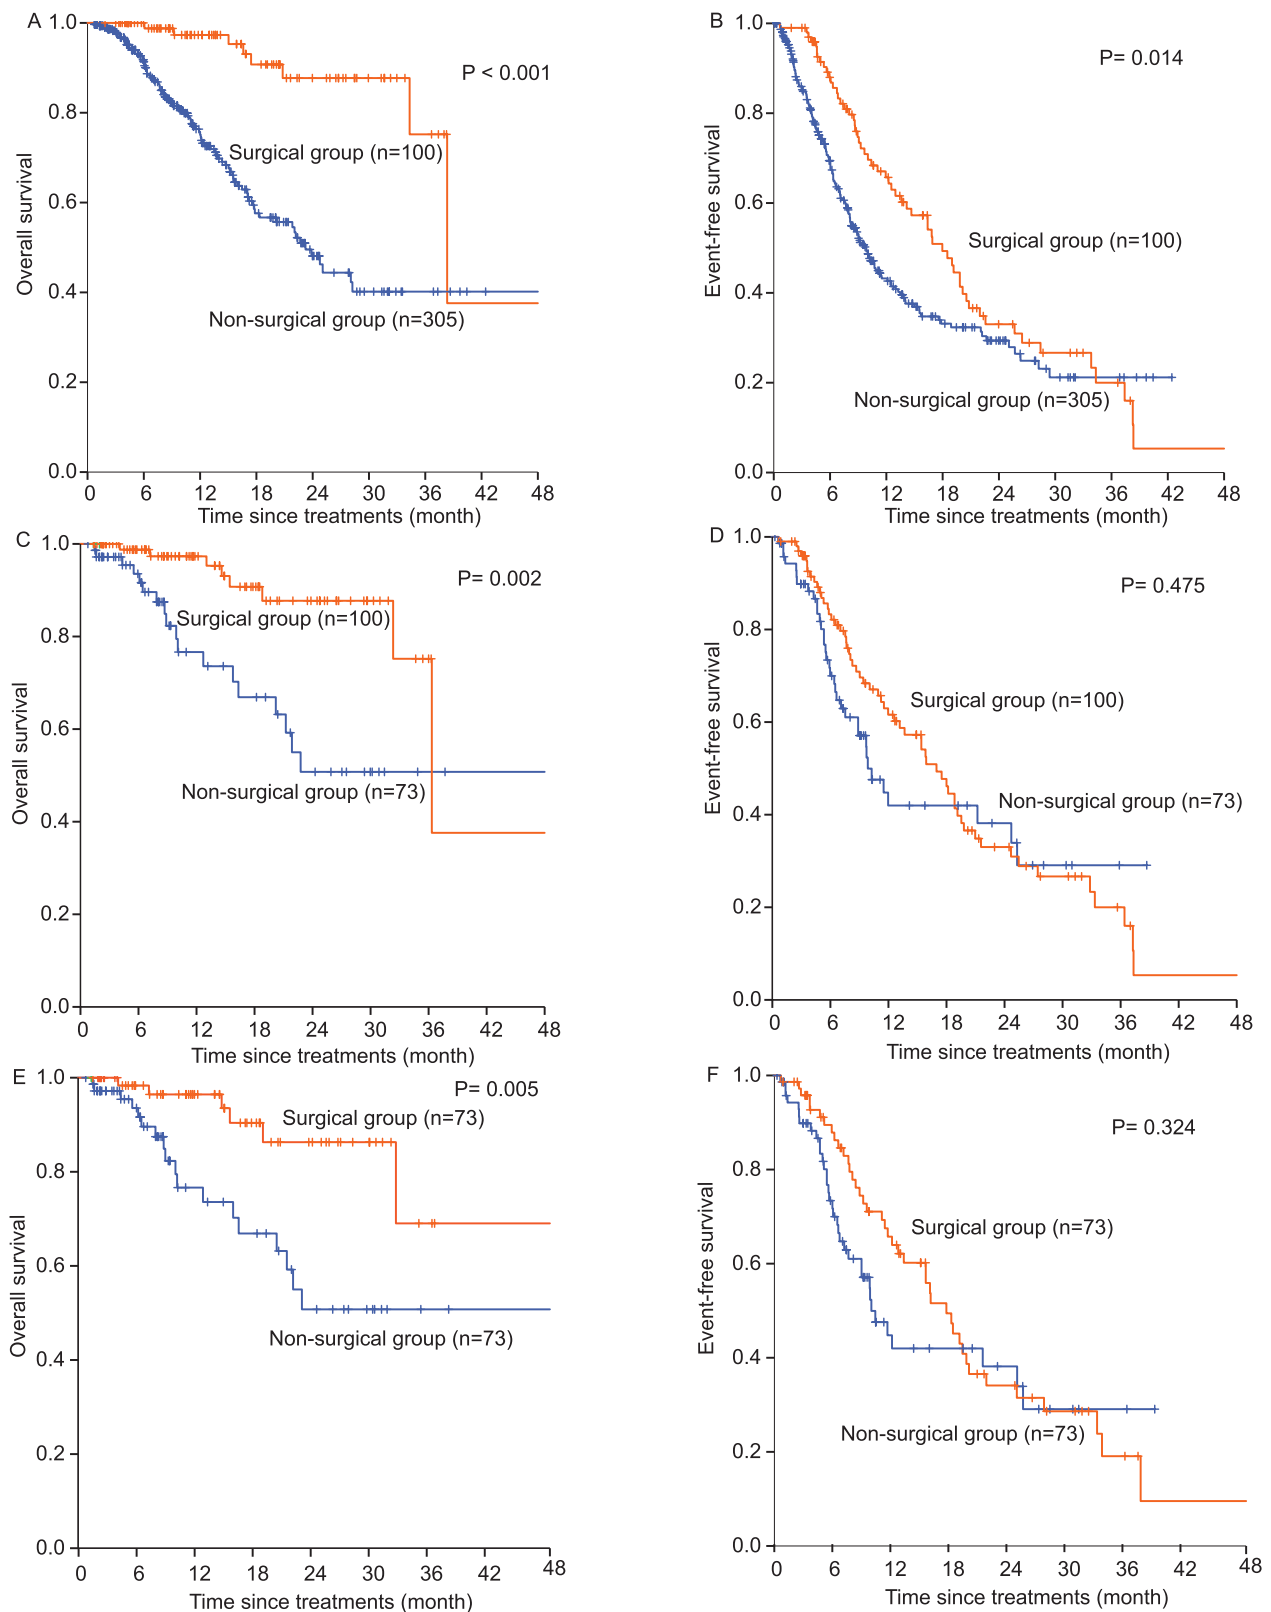 A
1.0
0.8
0.6
0.4
0.2
0.0
Overall survival
P < 0.001
Surgical group (n=100)
Non-surgical group (n=305)
0 6 12 18 24 30 36 42 48
Time since treatments (month)
B
1.0
0.8
0.6
0.4
0.2
0.0
Event-free survival
P= 0.014
Surgical group (n=100)
Non-surgical group (n=305)
0 6 12 18 24 30 36 42 48
Time since treatments (month)
C
1.0
0.8
0.6
0.4
0.2
0.0
Overall survival
P= 0.002
Surgical group (n=100)
Non-surgical group (n=73)
0 6 12 18 24 30 36 42 48
Time since treatments (month)
D
1.0
0.8
0.6
0.4
0.2
0.0
Event-free survival
P= 0.475
Surgical group (n=100)
Non-surgical group (n=73)
0 6 12 18 24 30 36 42 48
Time since treatments (month)
E
1.0
0.8
0.6
0.4
0.2
0.0
Overall survival
P= 0.005
Surgical group (n=73)
Non-surgical group (n=73)
0 6 12 18 24 30 36 42 48
Time since treatments (month)
F
1.0
0.8
0.6
0.4
0.2
0.0
Event-free survival
P= 0.324
Surgical group (n=73)
Non-surgical group (n=73)
0 6 12 18 24 30 36 42 48
Time since treatments (month)